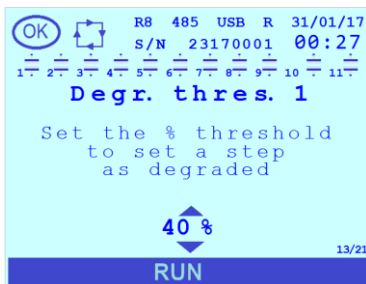 OK R8 485 USB R 31/01/17
S/N 23170001 00:27
1 2 3 4 5 6 7 8 9 10 11
Degr. thres. 1
Set the % threshold
to set a step
as degraded
40 %
13/21
RUN